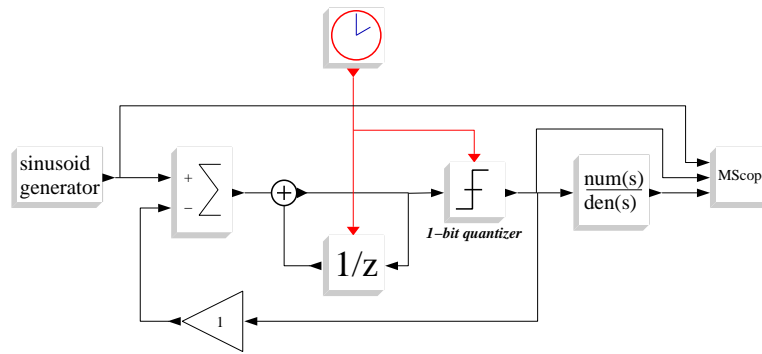 sinusoid
generator
+
−
num(s)
den(s)
MScop
1−bit quantizer
1/z
1